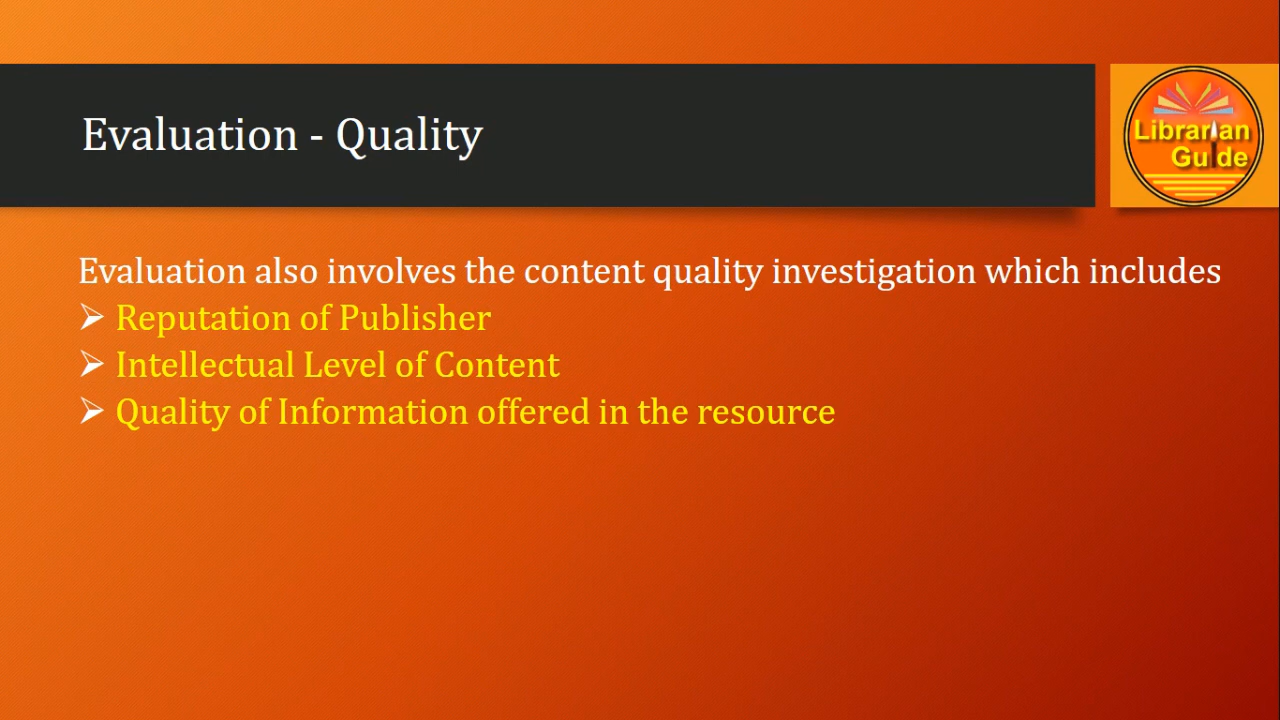 Evaluation - Quality
Librarian
Guide
Evaluation also involves the content quality investigation which includes
Reputation of Publisher
Intellectual Level of Content
Quality of Information offered in the resource